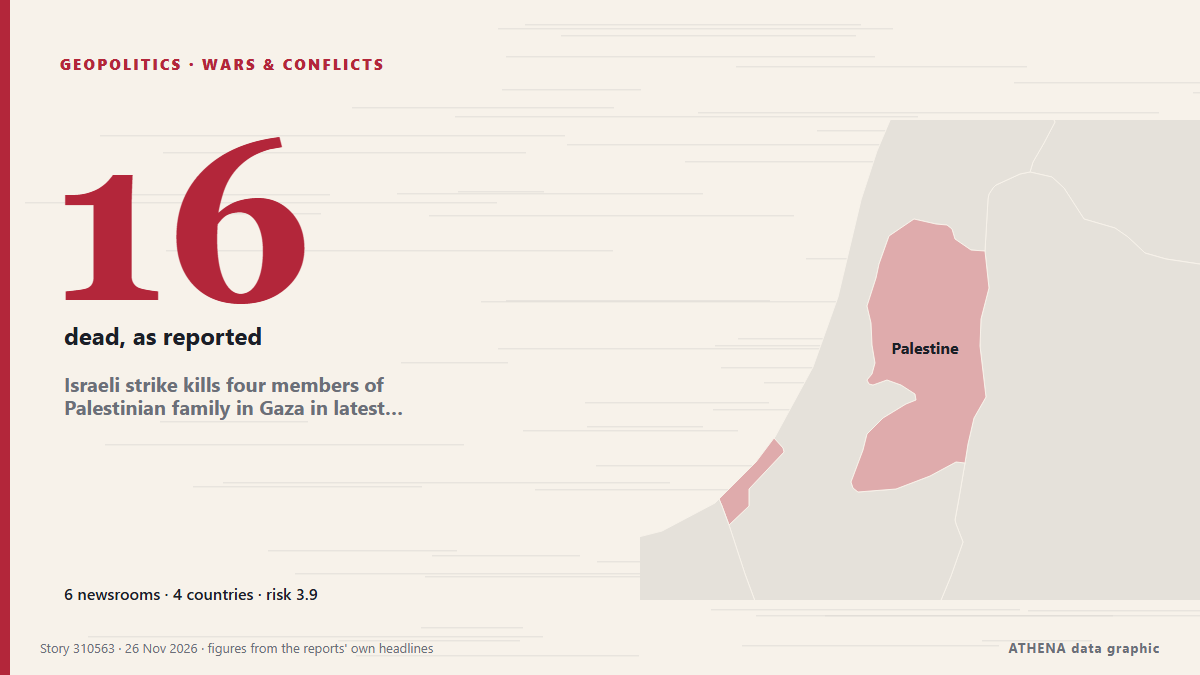 GEOPOLITICS · WARS & CONFLICTS
16
dead, as reported
Israeli strike kills four members of
Palestinian family in Gaza in latest...
Palestine
6 newsrooms · 4 countries · risk 3.9
Story 310563 · 26 Nov 2026 · figures from the reports' own headlines
ATHENA data graphic